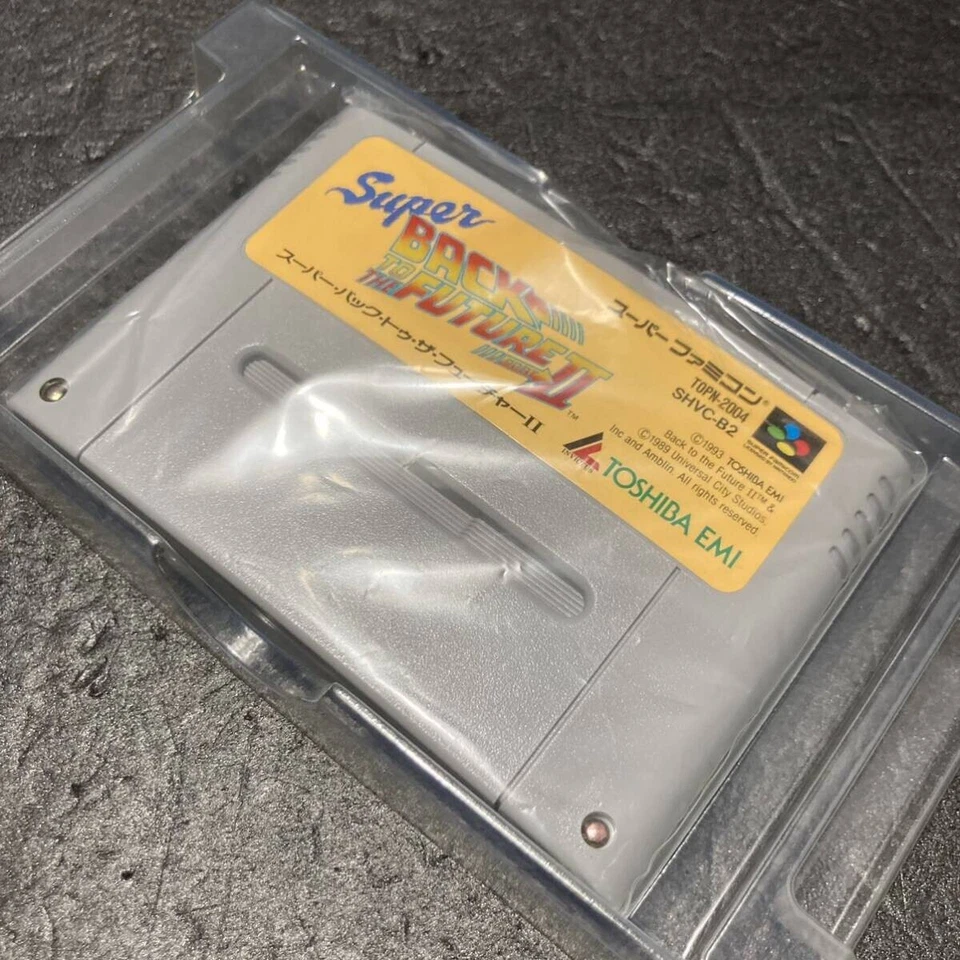 Super
BACK
TO
THE FUTURE II
スーパー・バック・トゥ・ザ・フューチャーII
スーパーファミコン®
TOPN-2004
SHVC-B2
SUPER FAMICOM
©1993 TOSHIBA EMI
Back to the Future II™ &
©1989 Universal City Studios,
Inc and Amblin. All rights reserved.
TOSHIBA EMI